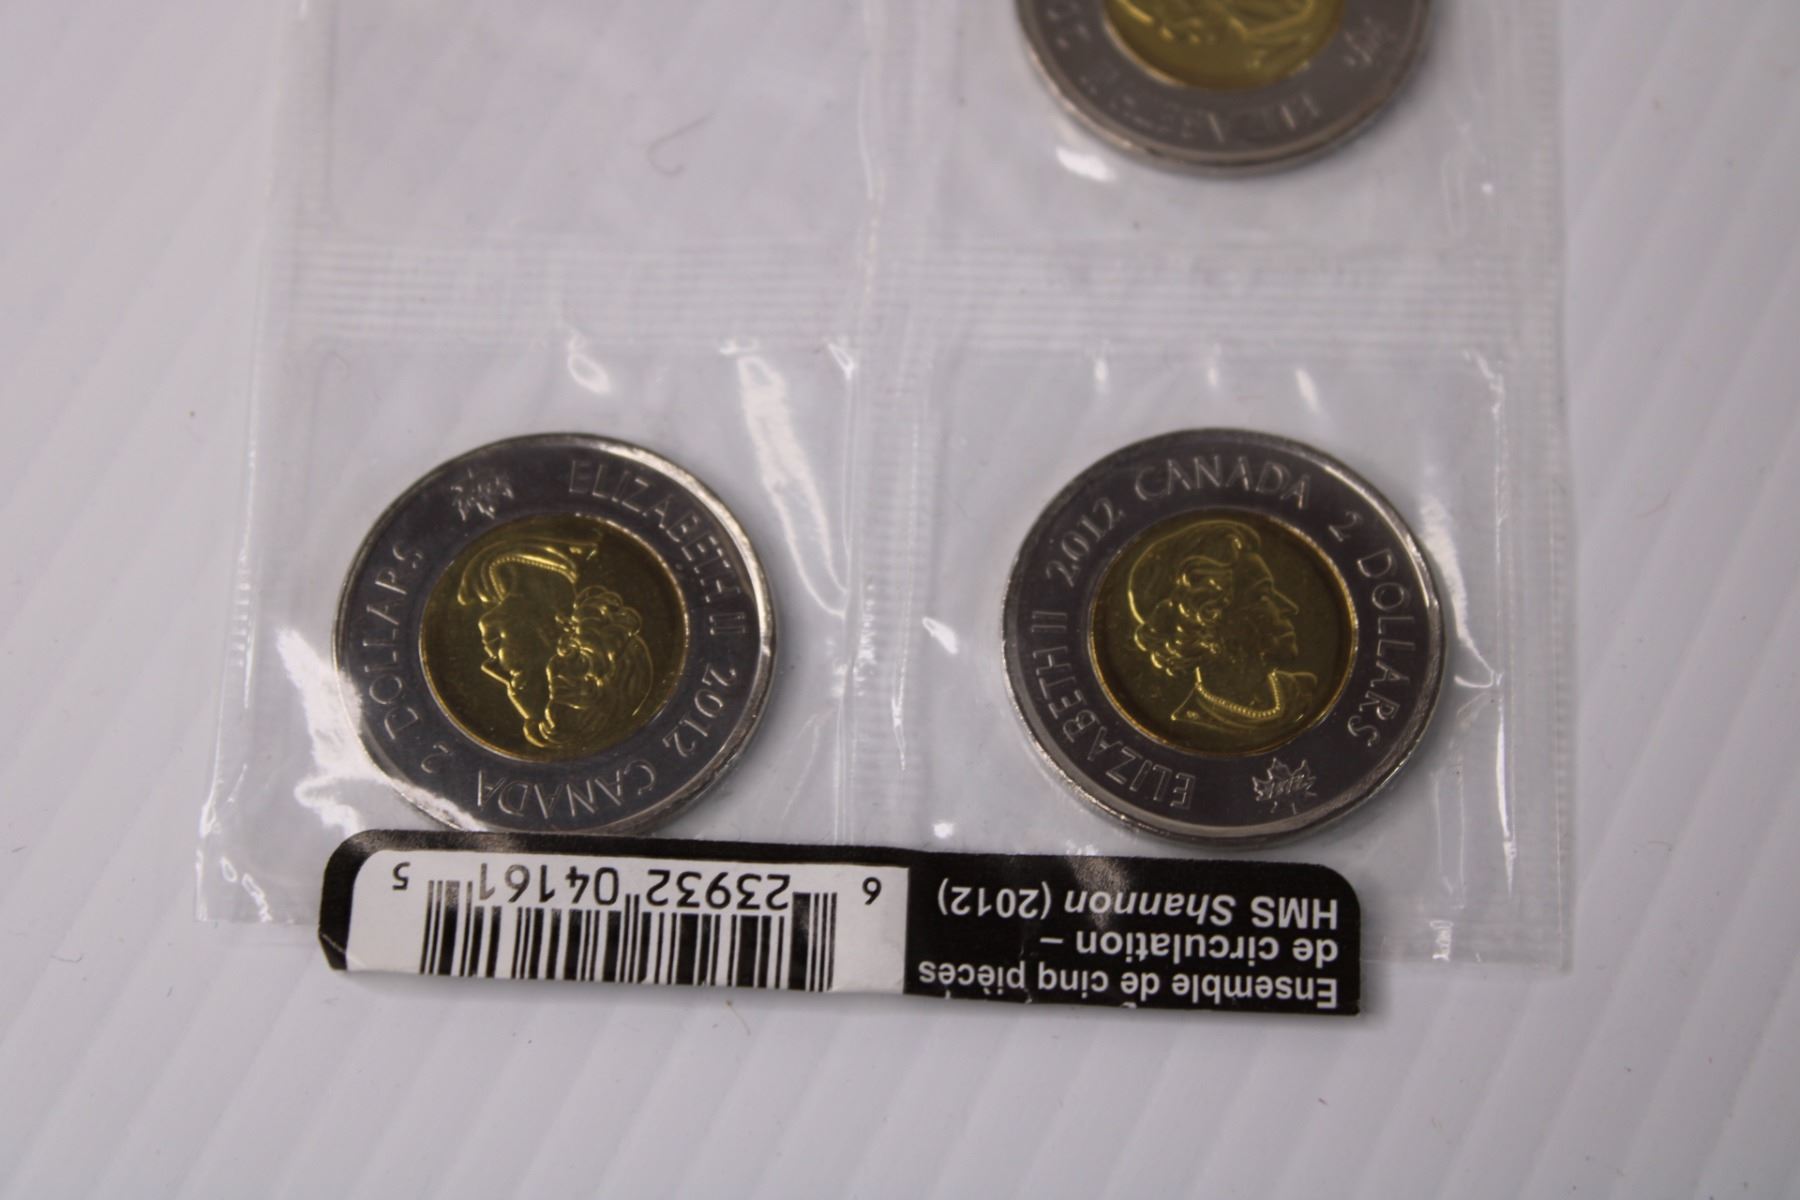 ELIZABETH
ELIZABETH II 2012 CANADA 2 DOLLARS
ELIZABETH II 2012 CANADA 2 DOLLARS
Ensemble de cinq pièces
de circulation –
HMS Shannon (2012)
6 23932 04161 5